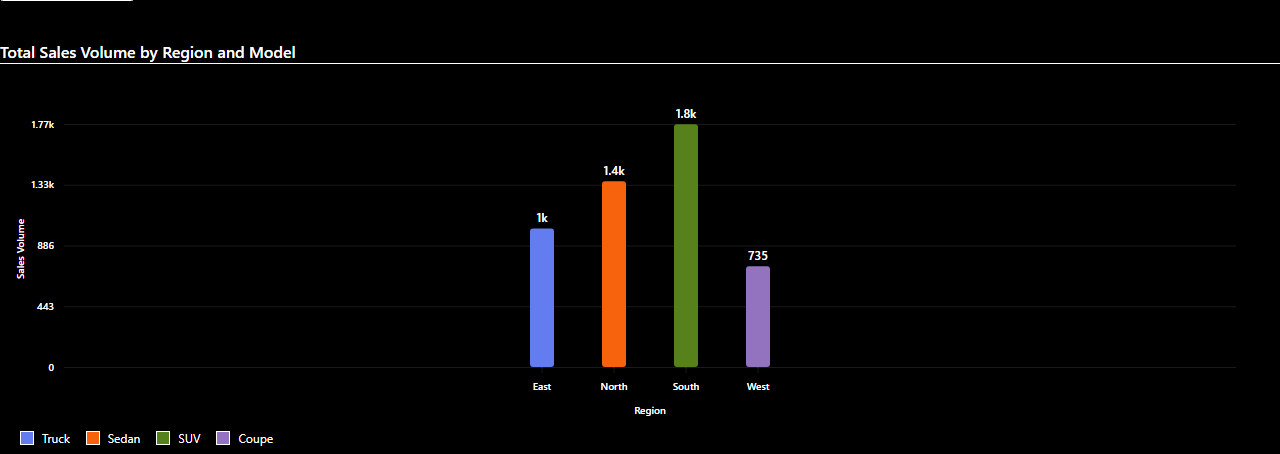 Total Sales Volume by Region and Model
1.8k
1.77k
1.4k
1.33k
1k
Sales Volume
886
735
443
0
East North South West
Region
Truck Sedan SUV Coupe